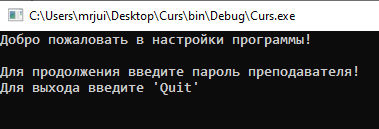 C:\Users\mrjui\Desktop\Curs\bin\Debug\Curs.exe
Добро пожаловать в настройки программы!
Для продолжения введите пароль преподавателя!
Для выхода введите 'Quit'